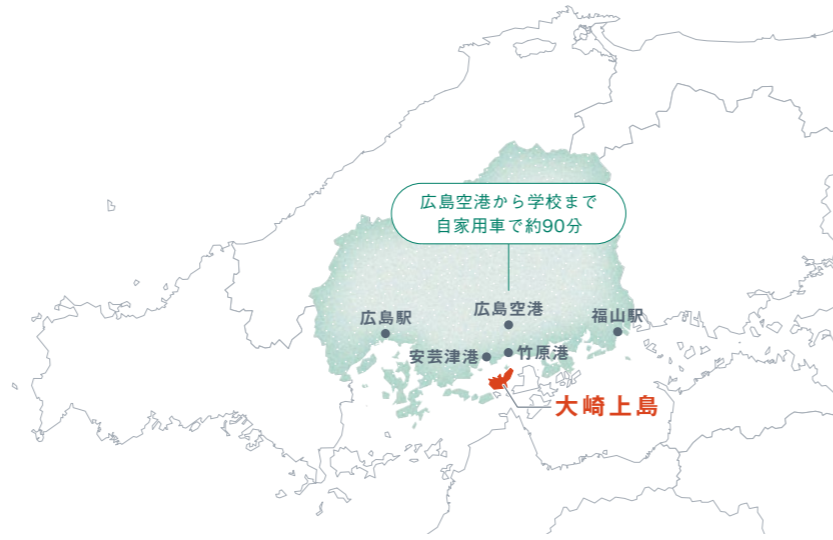 広島空港から学校まで
自家用車で約90分
広島空港
福山駅
広島駅
安芸津港
竹原港
大崎上島